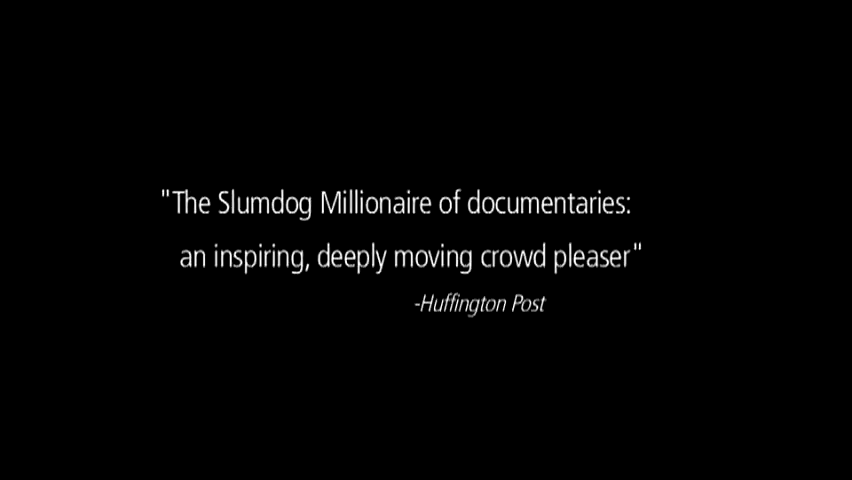 "The Slumdog Millionaire of documentaries:
an inspiring, deeply moving crowd pleaser"
-Huffington Post